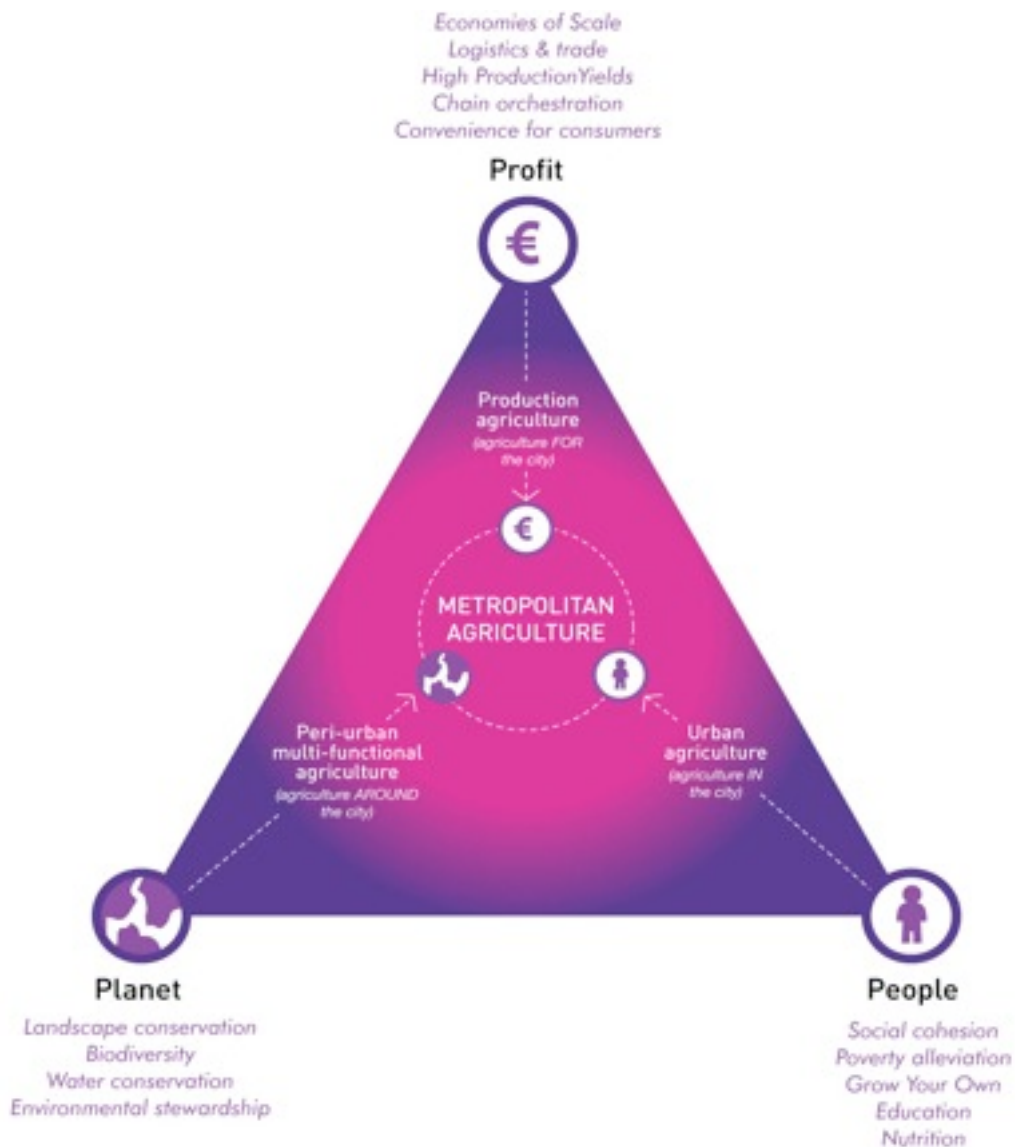 Economies of Scale
Logistics & trade
High ProductionYields
Chain orchestration
Convenience for consumers
Profit
€
Production
agriculture
(agriculture FOR
the city)
€
METROPOLITAN
AGRICULTURE
Peri-urban
multi-functional
agriculture
(agriculture AROUND
the city)
Urban
agriculture
(agriculture IN
the city)
Planet
Landscape conservation
Biodiversity
Water conservation
Environmental stewardship
People
Social cohesion
Poverty alleviation
Grow Your Own
Education
Nutrition